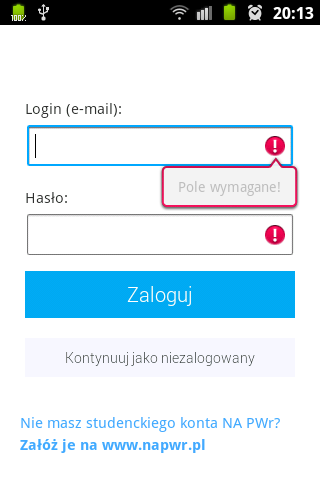 100%
20:13
Login (e-mail):
Pole wymagane!
Hasło:
Zaloguj
Kontynuuj jako niezalogowany
Nie masz studenckiego konta NA PWr?
Załóż je na www.napwr.pl